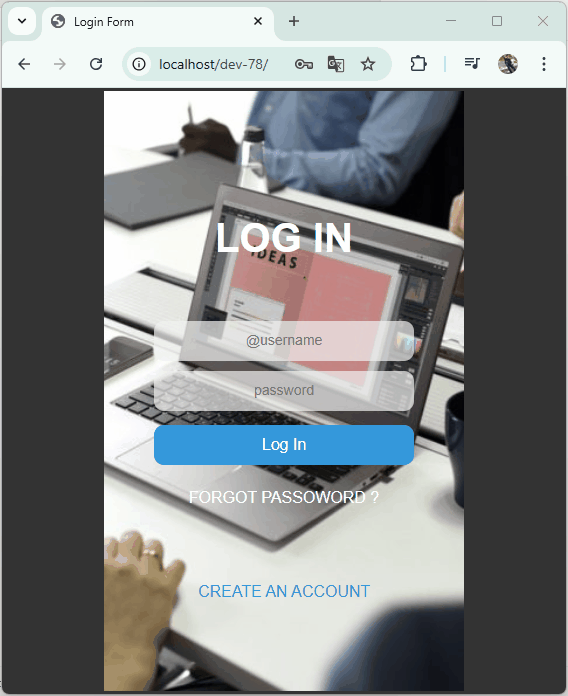 Login Form
localhost/dev-78/
LOG IN
IDEAS
@username
password
Log In
FORGOT PASSOWORD ?
CREATE AN ACCOUNT